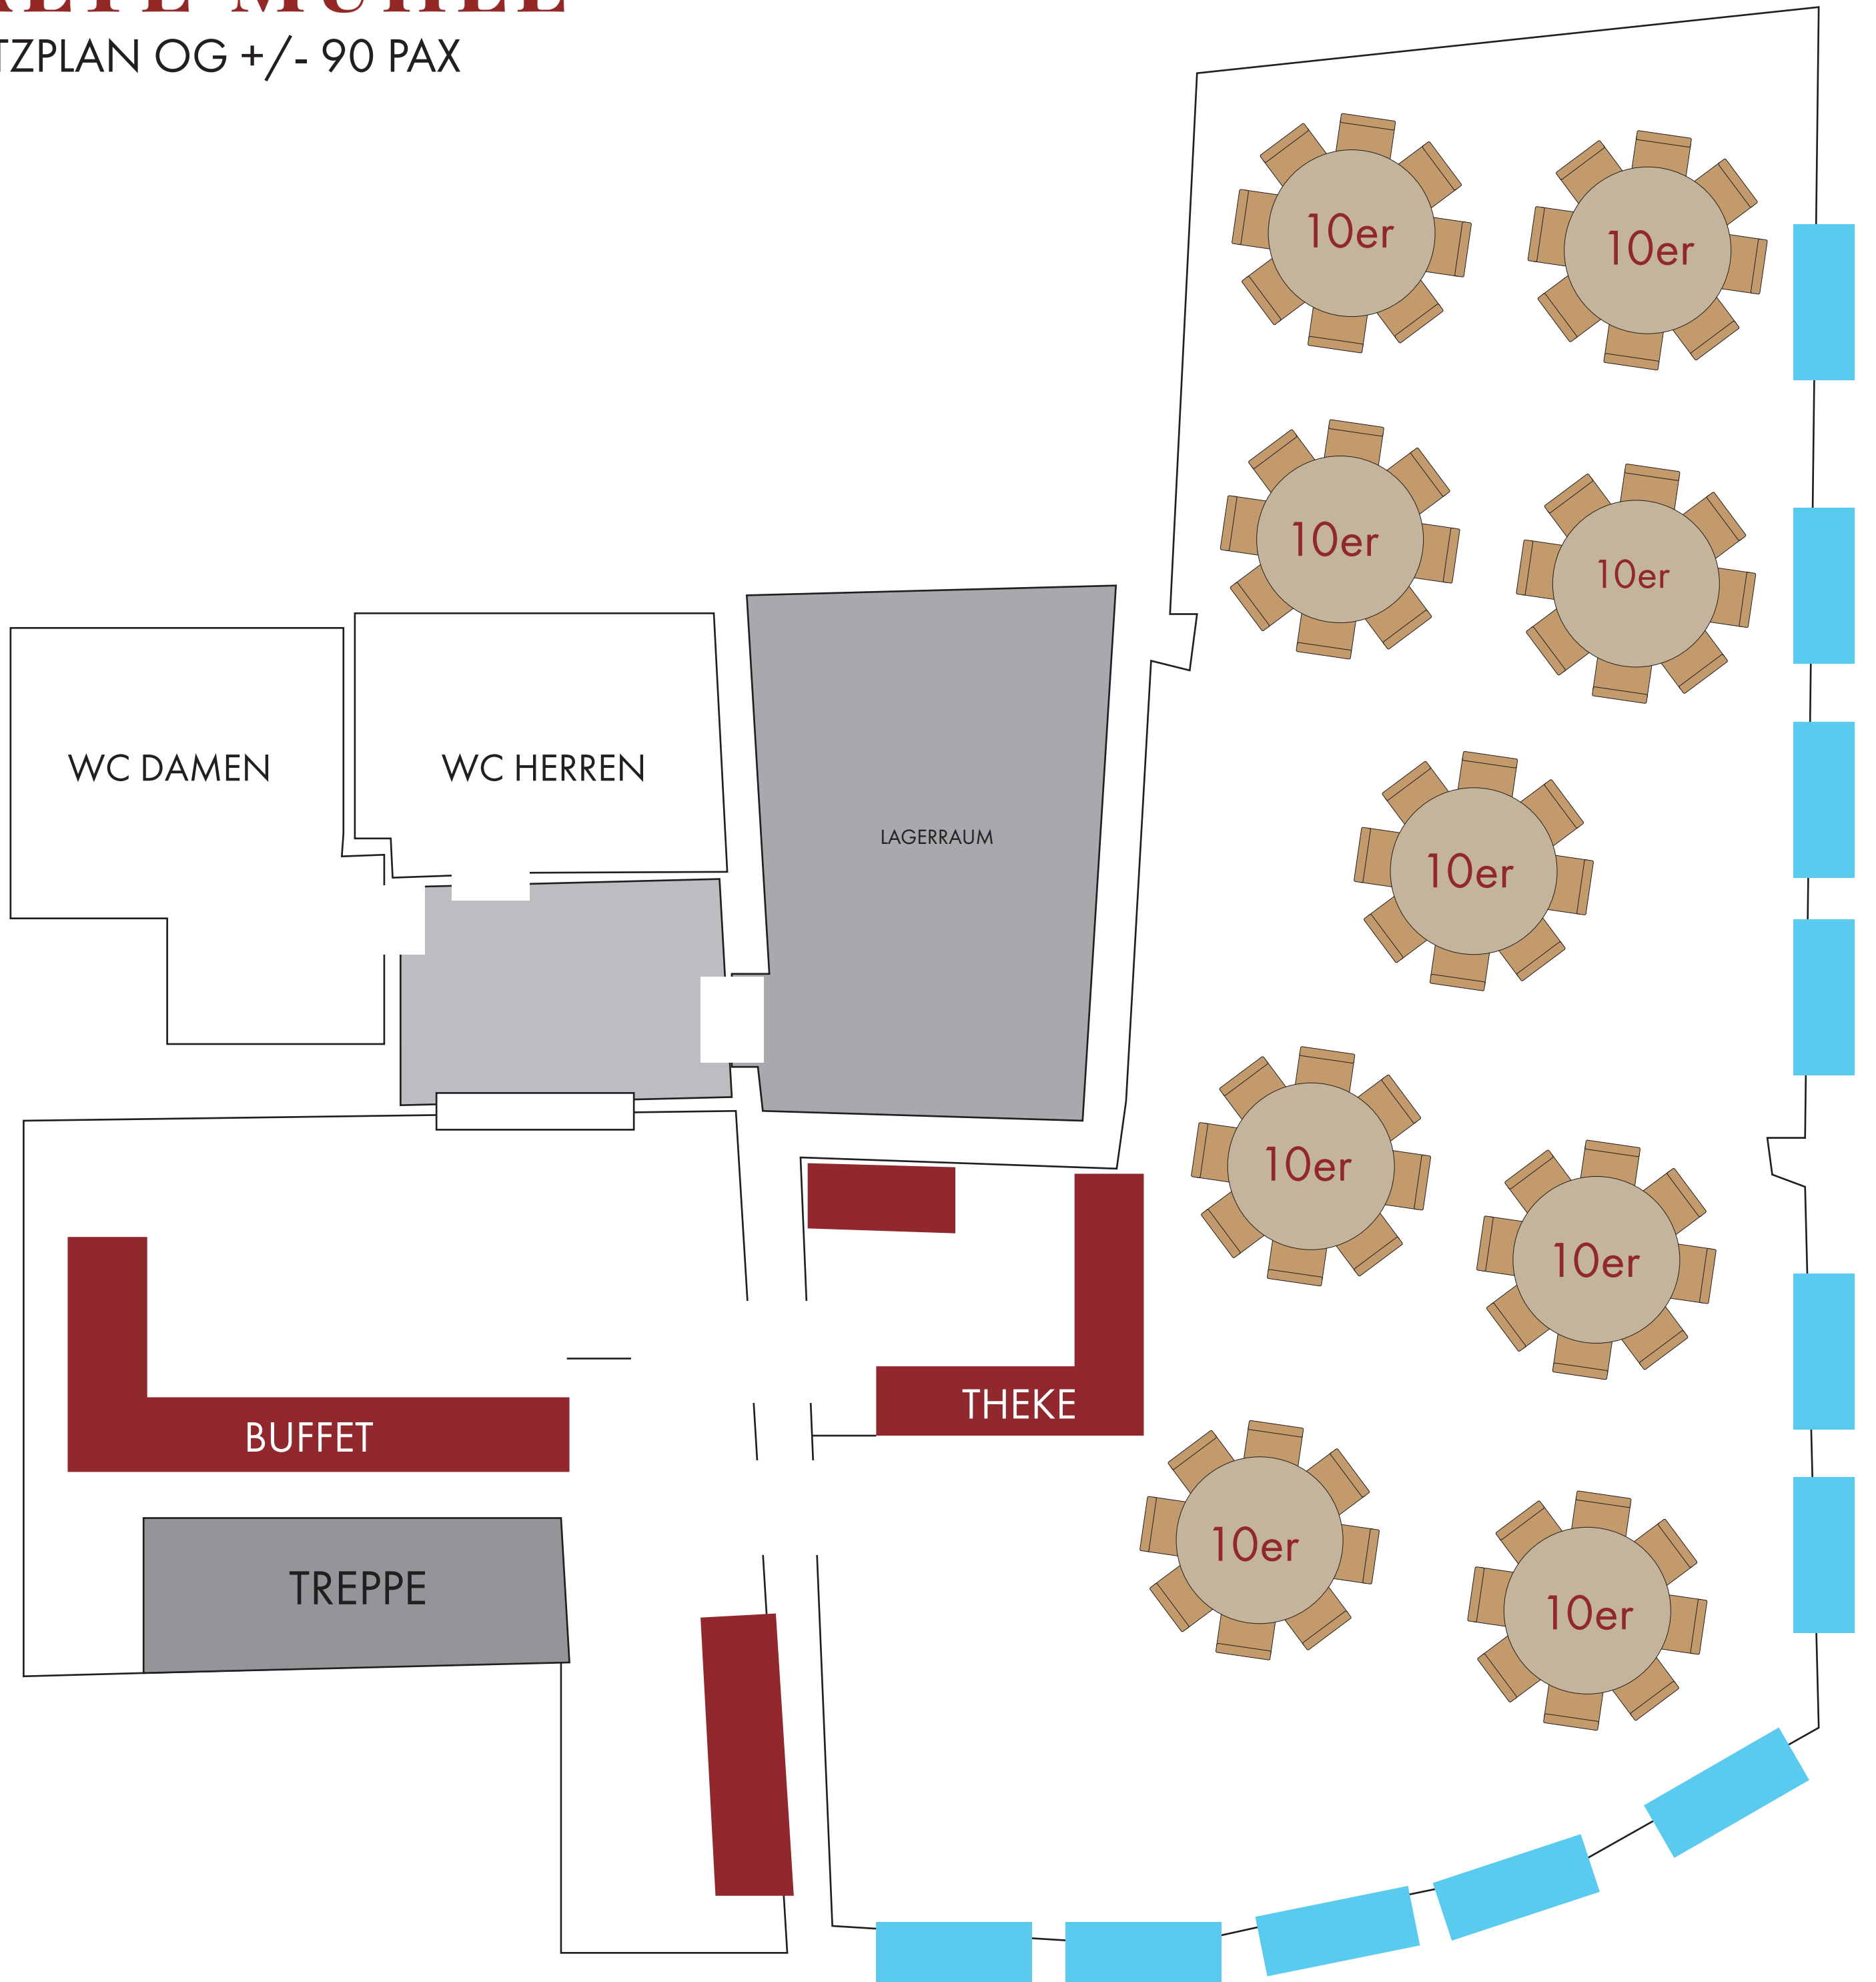 TZPLAN OG +/- 90 PAX
10er
10er
10er
10er
WC DAMEN
WC HERREN
LAGERRAUM
10er
10er
10er
THEKE
BUFFET
10er
TREPPE
10er